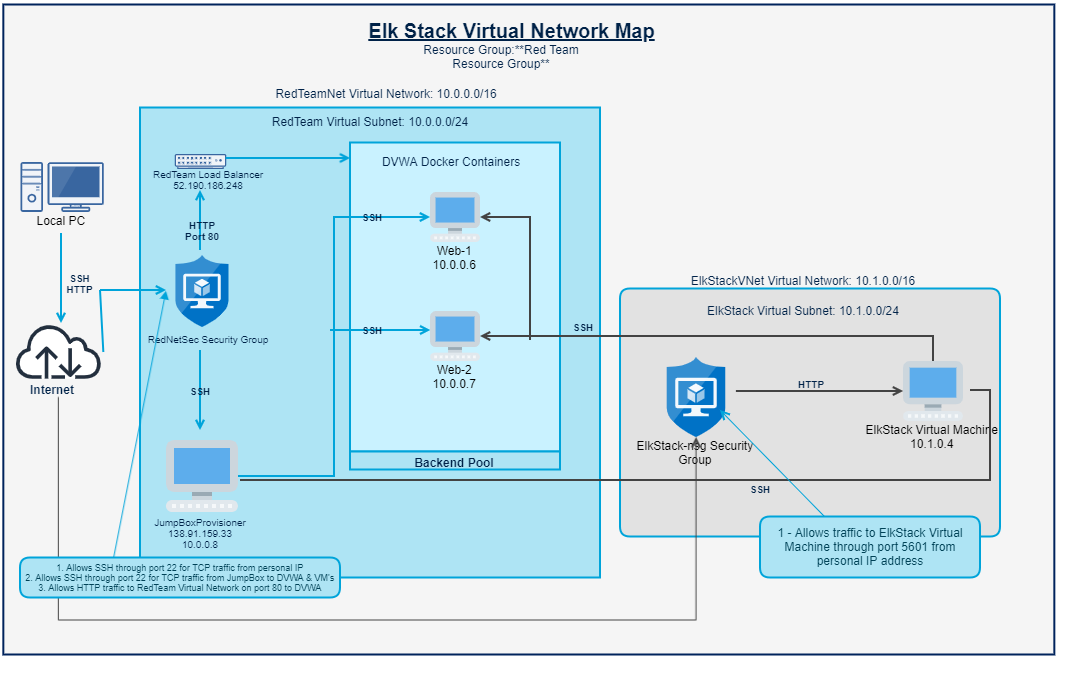 Elk Stack Virtual Network Map
Resource Group:**Red Team
Resource Group**
RedTeamNet Virtual Network: 10.0.0.0/16
RedTeam Virtual Subnet: 10.0.0.0/24
DVWA Docker Containers
RedTeam Load Balancer
52.190.186.248
Local PC
HTTP
Port 80
SSH
Web-1
10.0.0.6
SSH
HTTP
ElkStackVNet Virtual Network: 10.1.0.0/16
ElkStack Virtual Subnet: 10.1.0.0/24
RedNetSec Security Group
SSH
SSH
Web-2
10.0.0.7
Internet
SSH
HTTP
ElkStack Virtual Machine
10.1.0.4
ElkStack-nsg Security
Group
Backend Pool
SSH
JumpBoxProvisioner
138.91.159.33
10.0.0.8
1 - Allows traffic to ElkStack Virtual
Machine through port 5601 from
personal IP address
1. Allows SSH through port 22 for TCP traffic from personal IP
2. Allows SSH through port 22 for TCP traffic from JumpBox to DVWA & VM's
3. Allows HTTP traffic to RedTeam Virtual Network on port 80 to DVWA